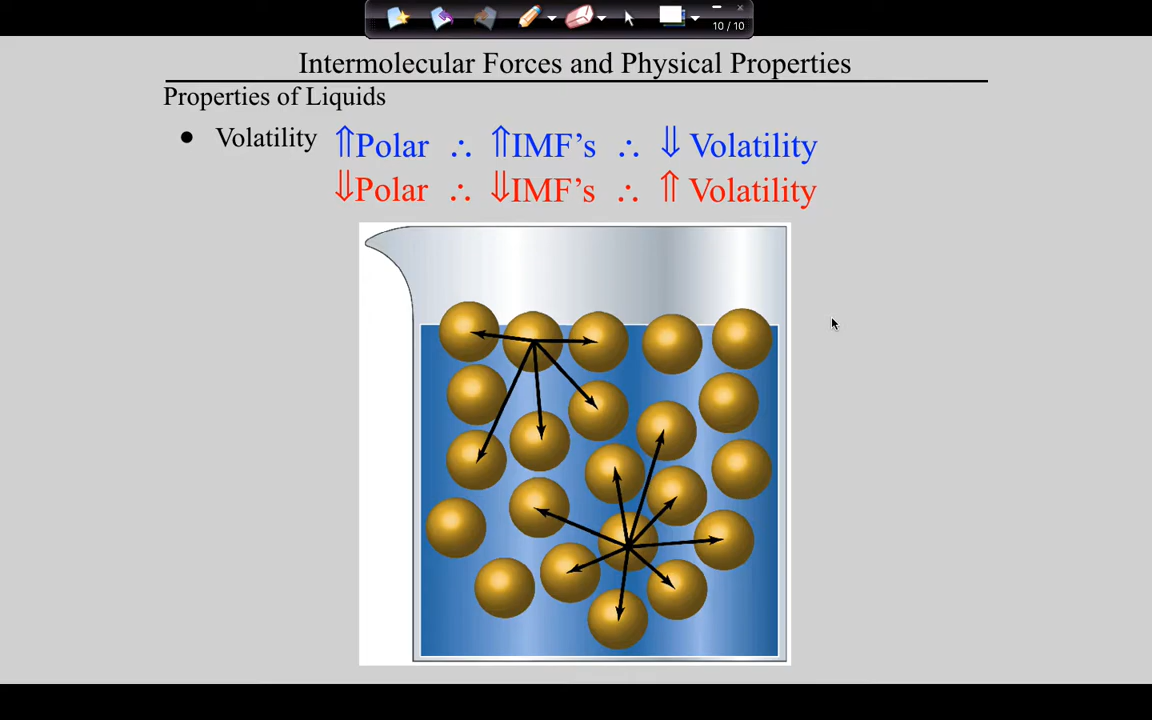 10 / 10
Intermolecular Forces and Physical Properties
Properties of Liquids
• Volatility ⇑Polar ∴ ⇑IMF’s ∴ ⇓ Volatility
⇓Polar ∴ ⇓IMF’s ∴ ⇑ Volatility